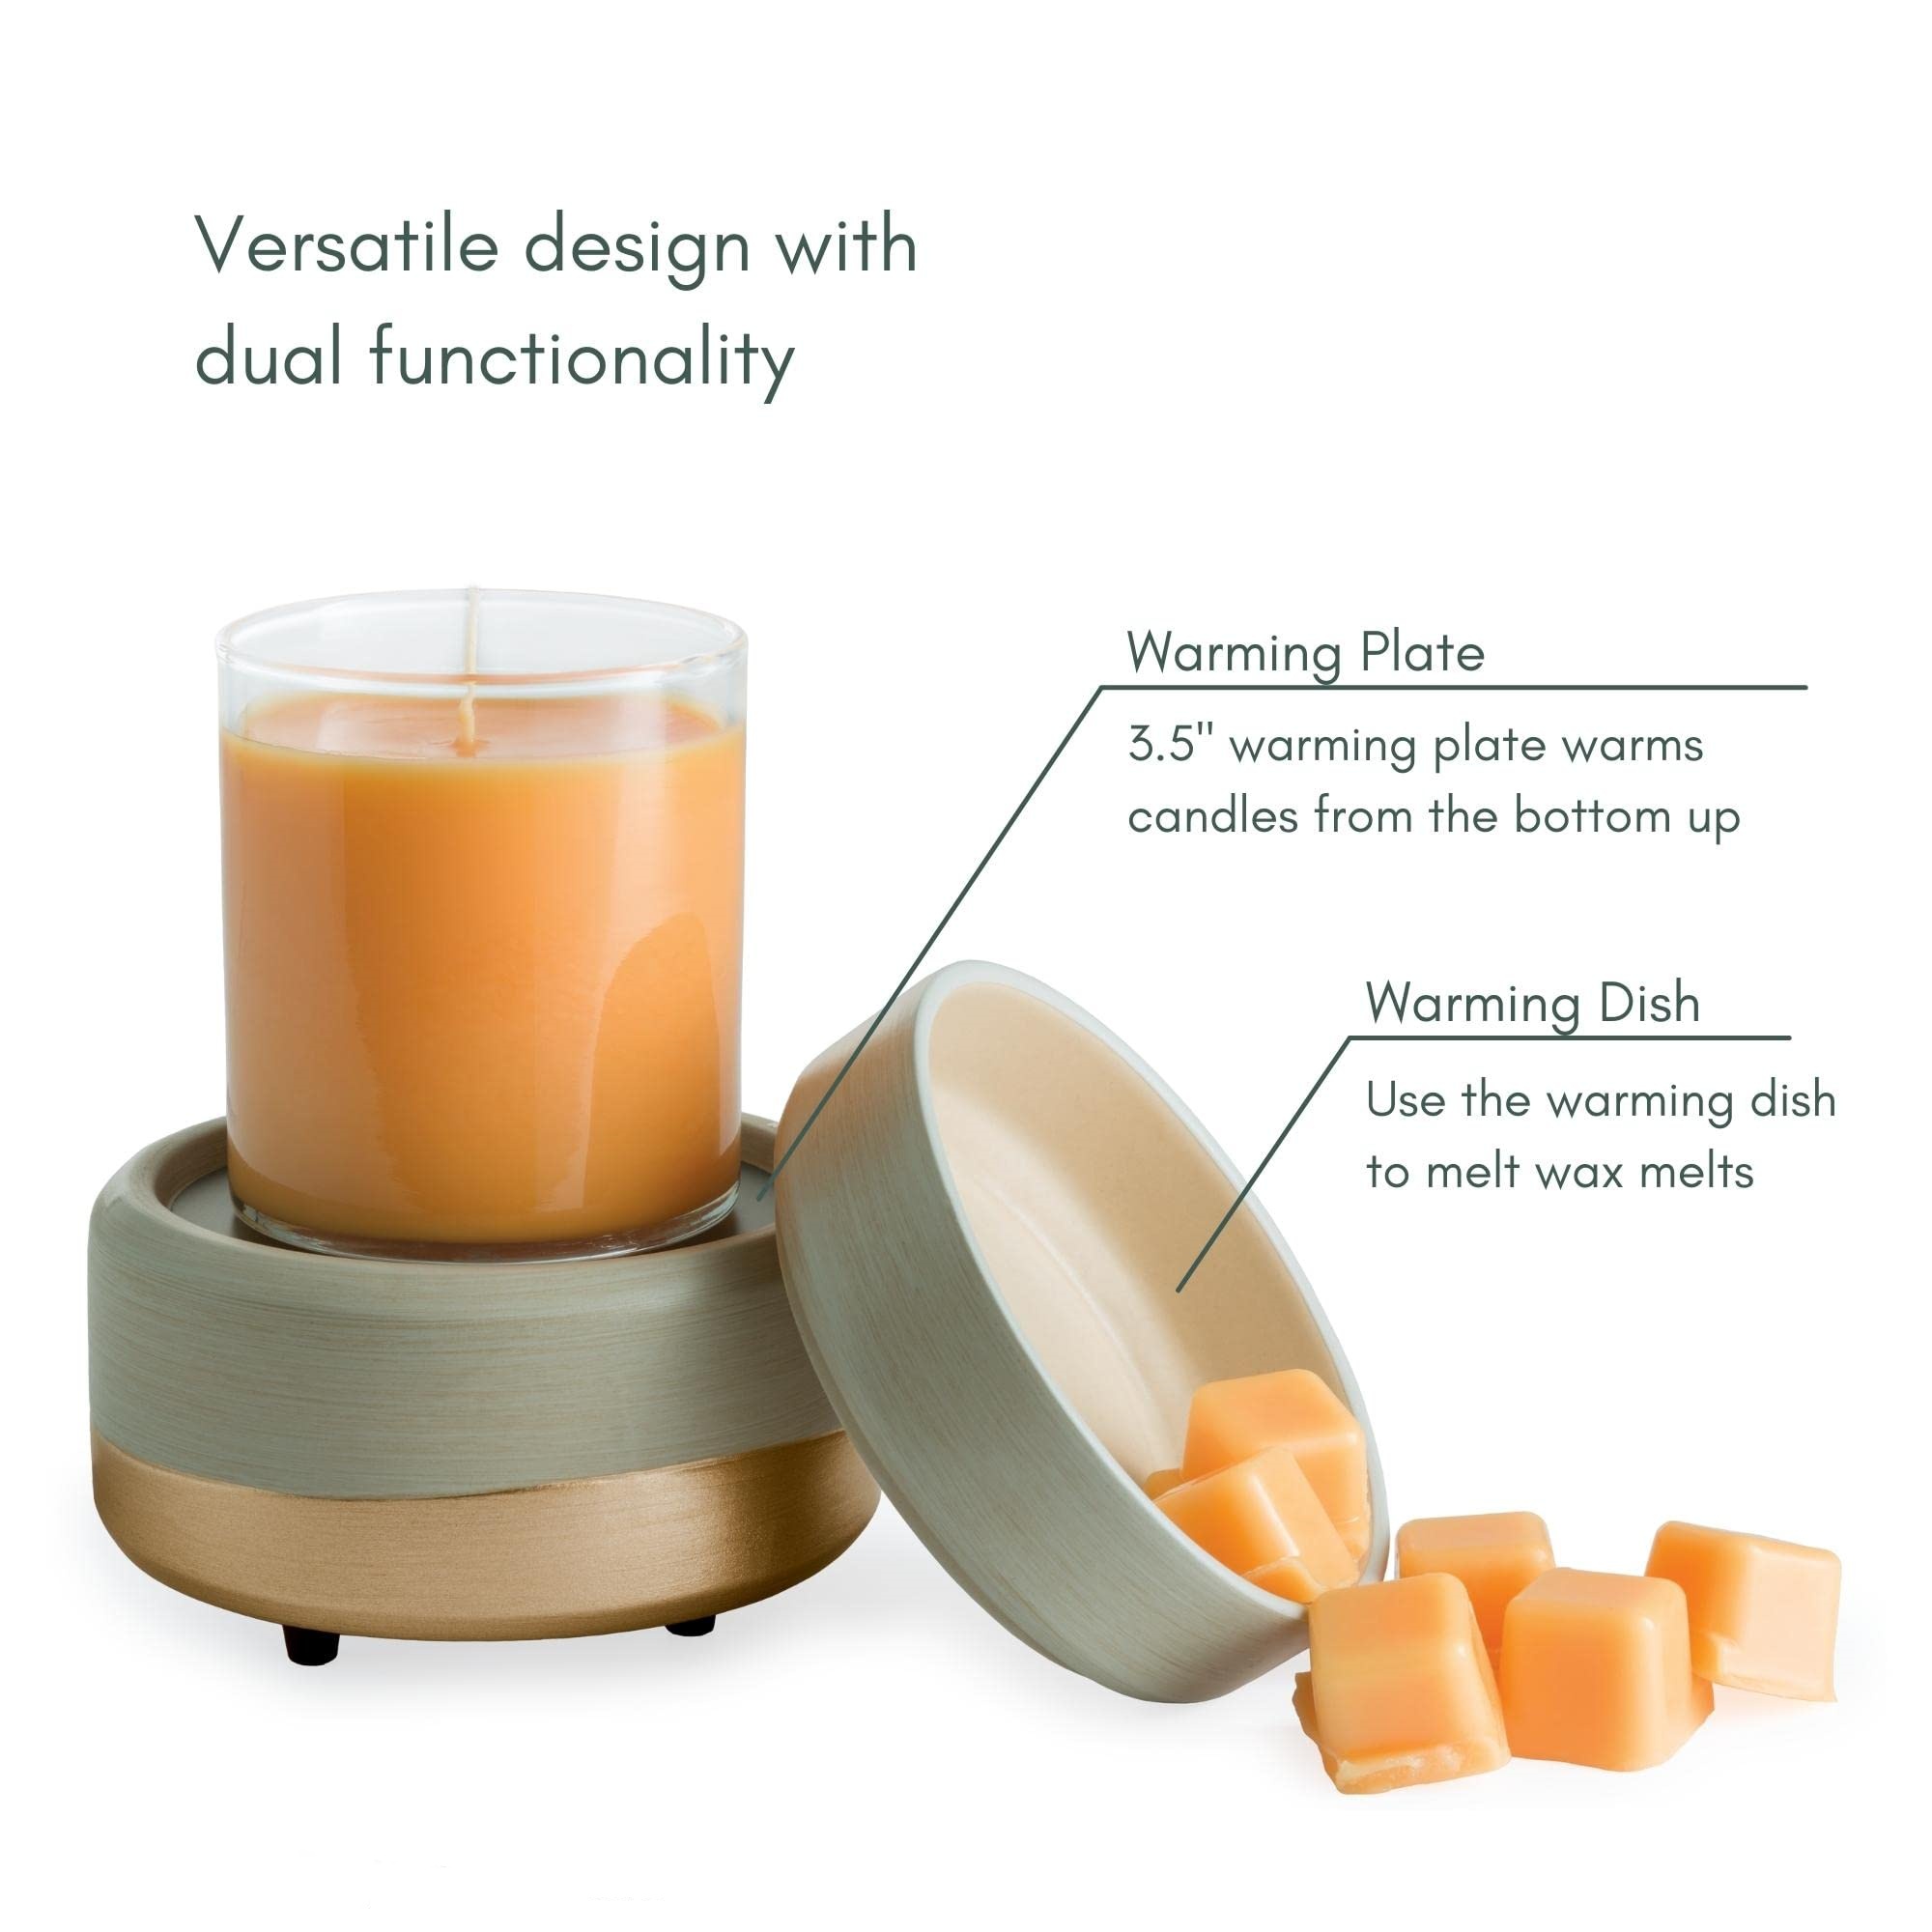 Versatile design with
dual functionality
Warming Plate
3.5" warming plate warms
candles from the bottom up
Warming Dish
Use the warming dish
to melt wax melts